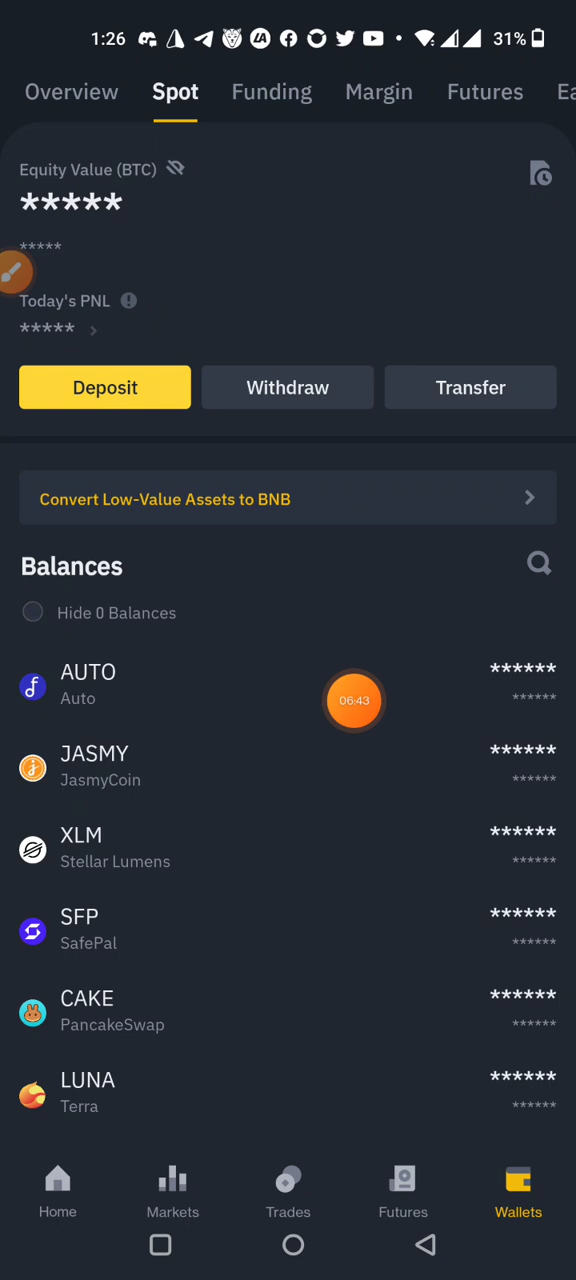 1:26
31%
Overview Spot Funding Margin Futures Ea
Equity Value (BTC)
*****
*****
Today's PNL
*****
Deposit Withdraw Transfer
Convert Low-Value Assets to BNB
Balances
Hide 0 Balances
AUTO ******
Auto ******
06:43
JASMY ******
JasmyCoin ******
XLM ******
Stellar Lumens ******
SFP ******
SafePal ******
CAKE ******
PancakeSwap ******
LUNA ******
Terra ******
Home Markets Trades Futures Wallets